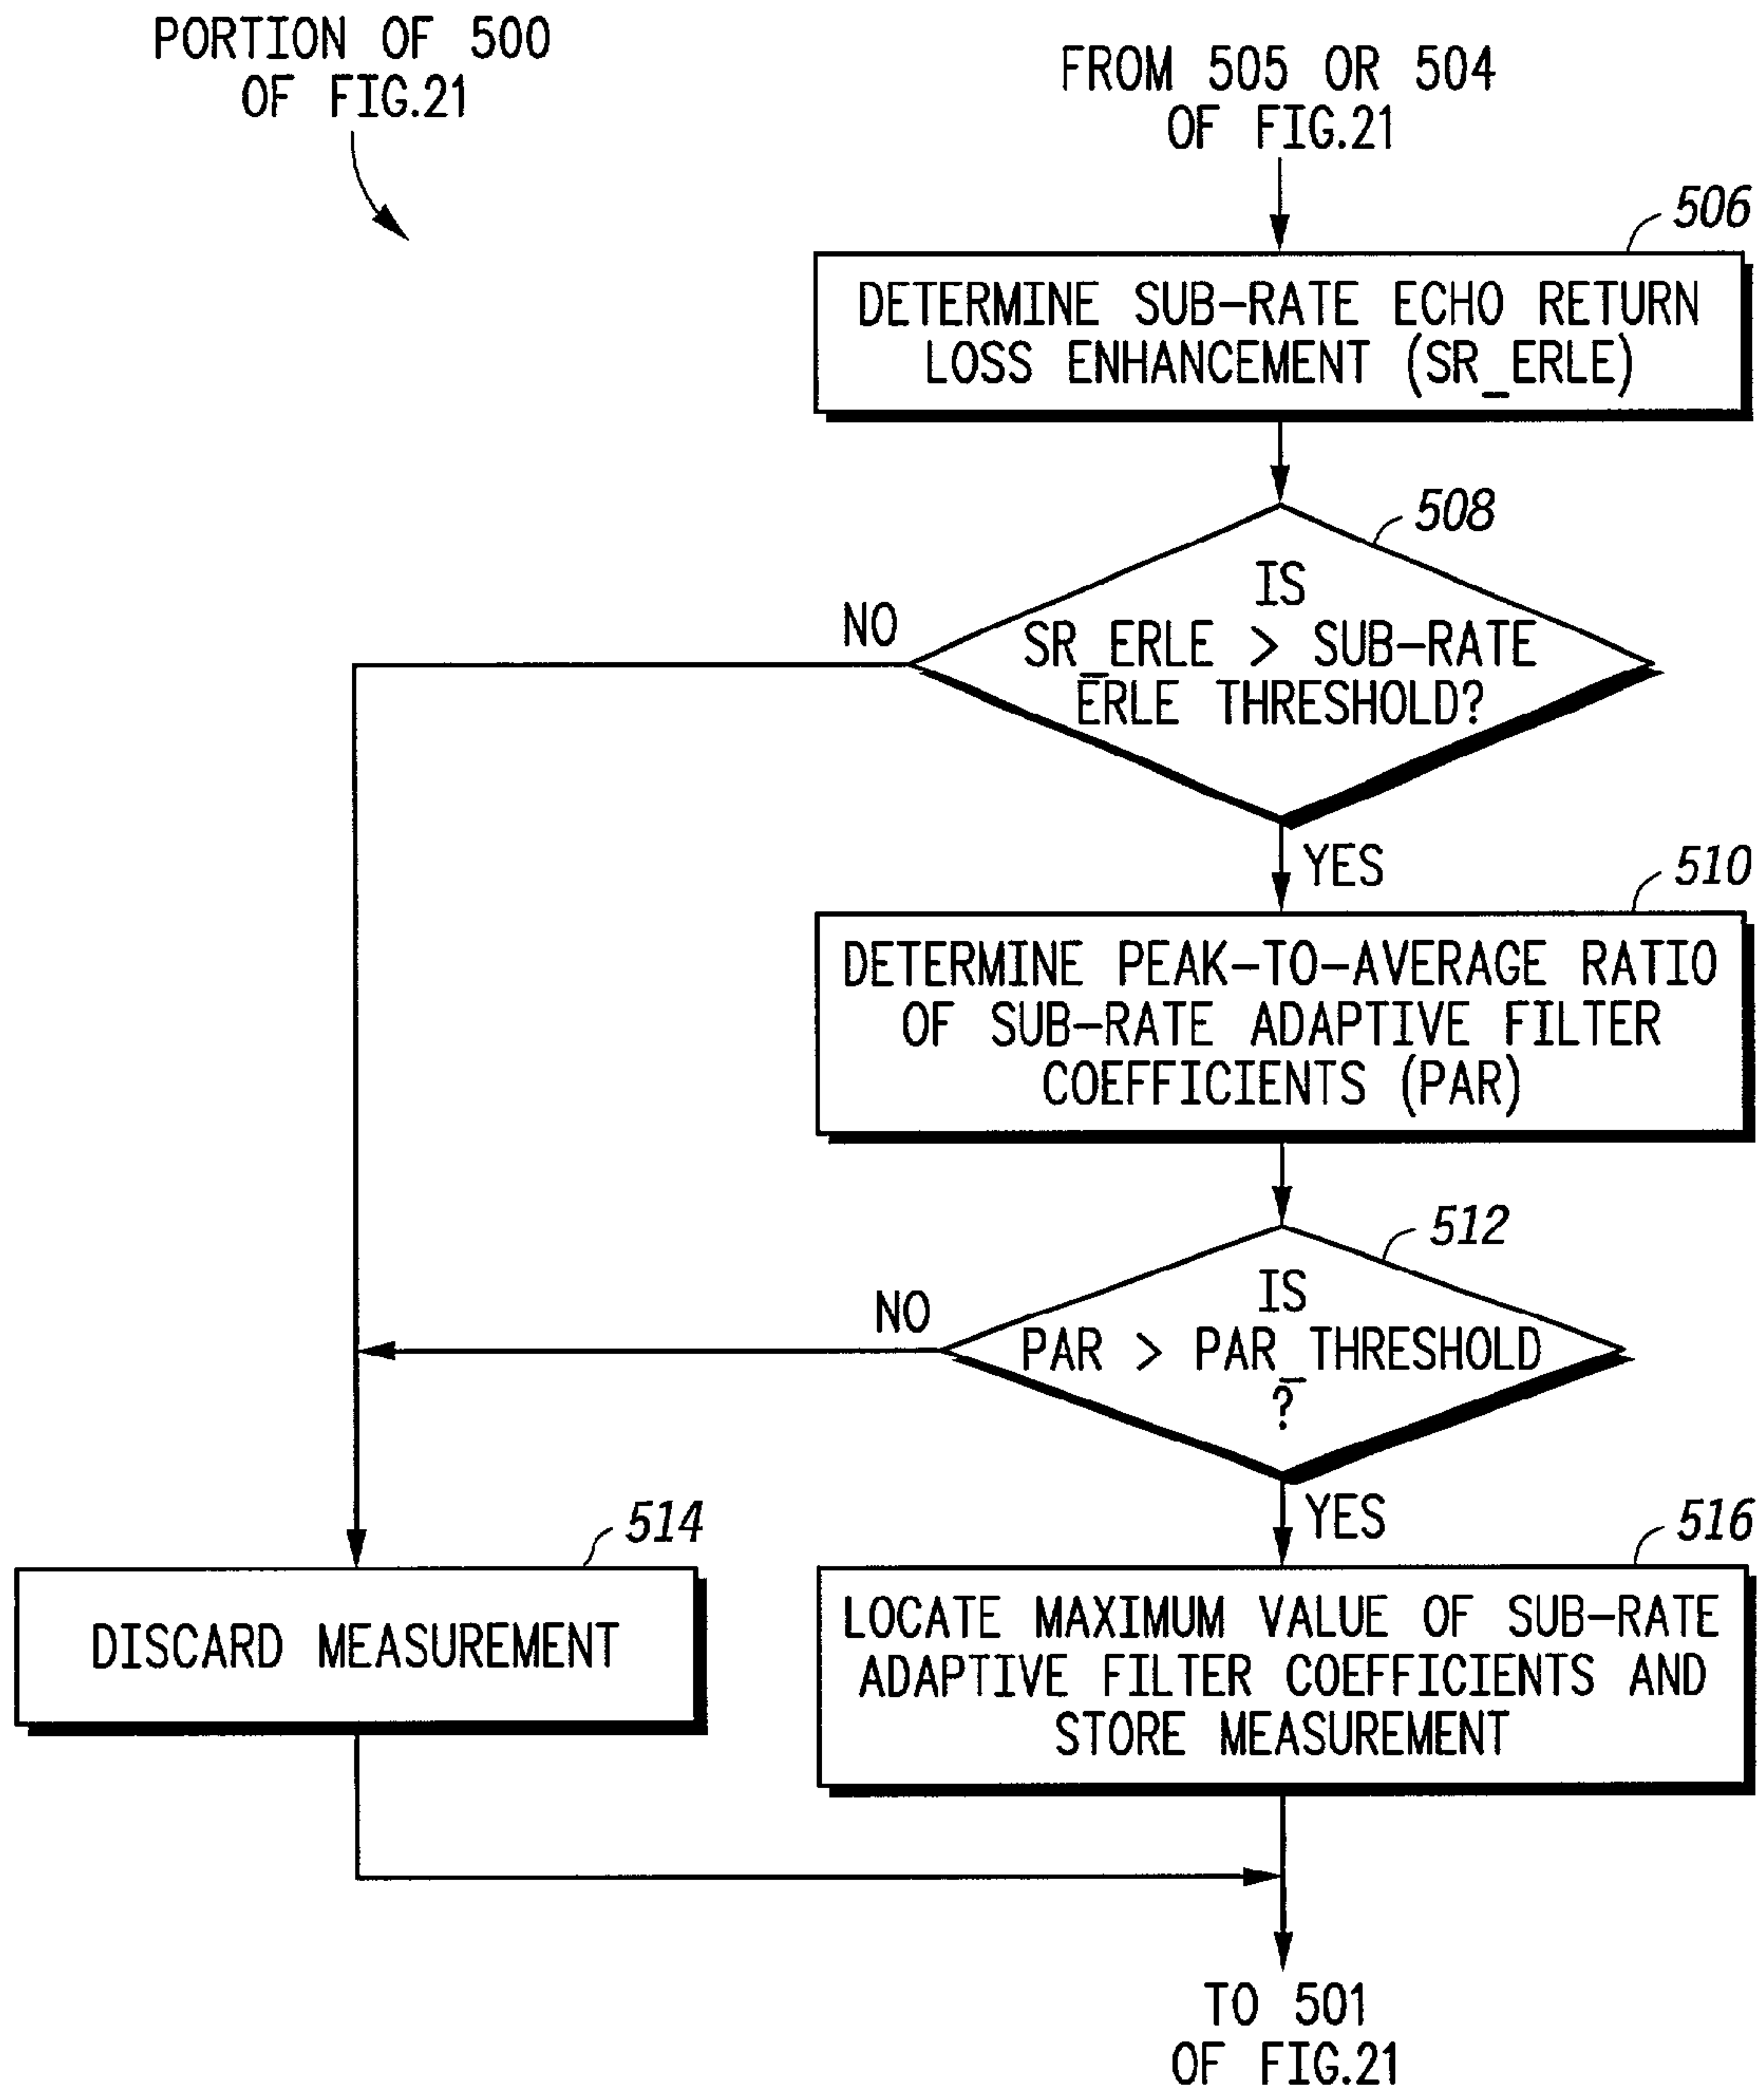 PORTION OF 500
OF FIG.21
FROM 505 OR 504
OF FIG.21
506
DETERMINE SUB-RATE ECHO RETURN
LOSS ENHANCEMENT (SR_ERLE)
508
IS
SR_ERLE > SUB-RATE
ERLE THRESHOLD?
NO
YES
510
DETERMINE PEAK-TO-AVERAGE RATIO
OF SUB-RATE ADAPTIVE FILTER
COEFFICIENTS (PAR)
512
IS
PAR > PAR_THRESHOLD
?
NO
YES
514
DISCARD MEASUREMENT
516
LOCATE MAXIMUM VALUE OF SUB-RATE
ADAPTIVE FILTER COEFFICIENTS AND
STORE MEASUREMENT
TO 501
OF FIG.21